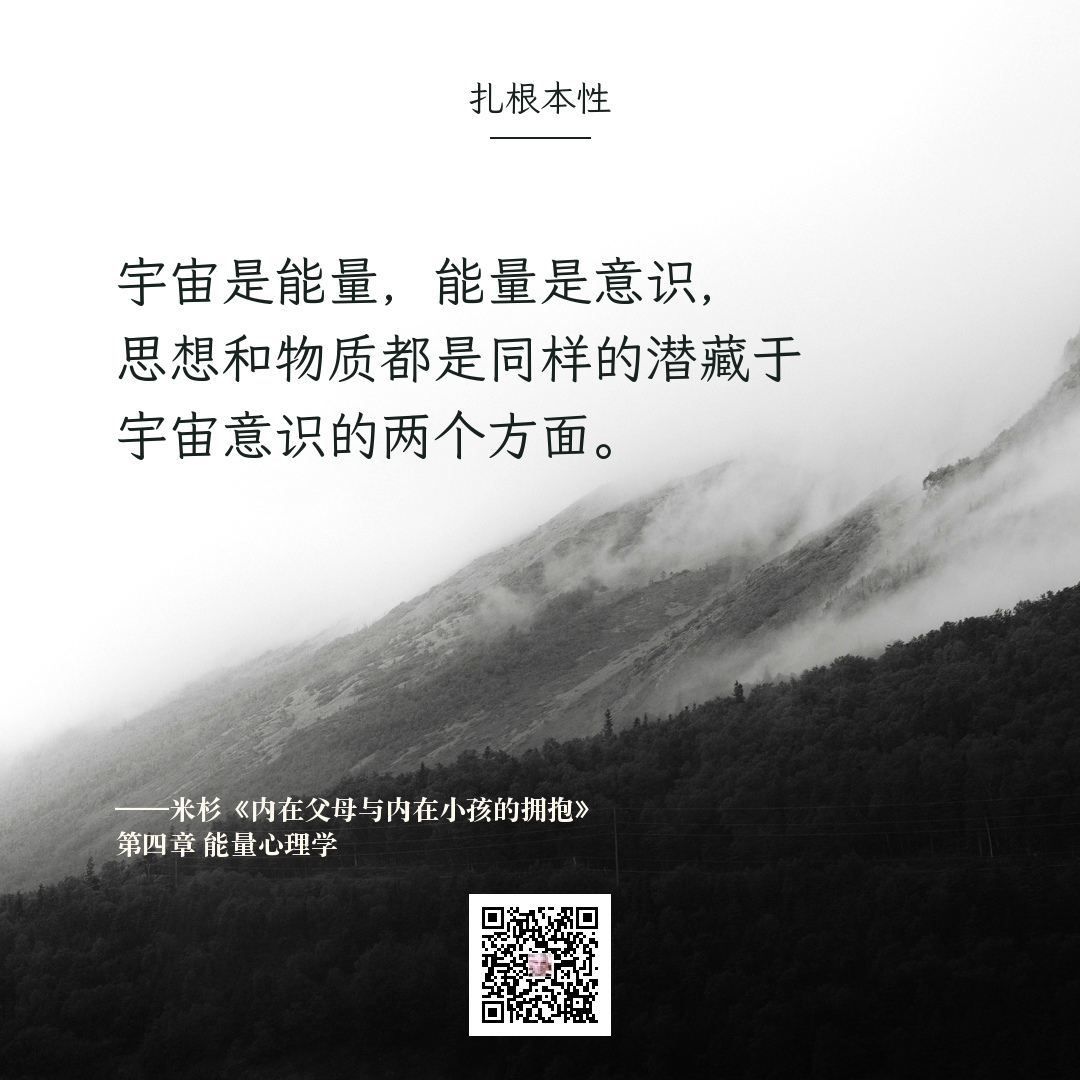 扎根本性
宇宙是能量，能量是意识，
思想和物质都是同样的潜藏于
宇宙意识的两个方面。
——米杉《内在父母与内在小孩的拥抱》
第四章 能量心理学